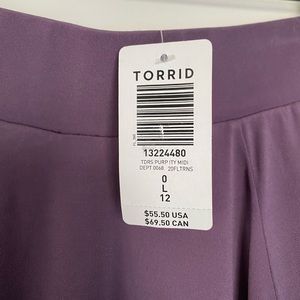 TORRID
13224480
TDRS PURP ITY MIDI
DEPT 0068 20FLTRNS
0
L
12
$55.50 USA
$69.50 CAN